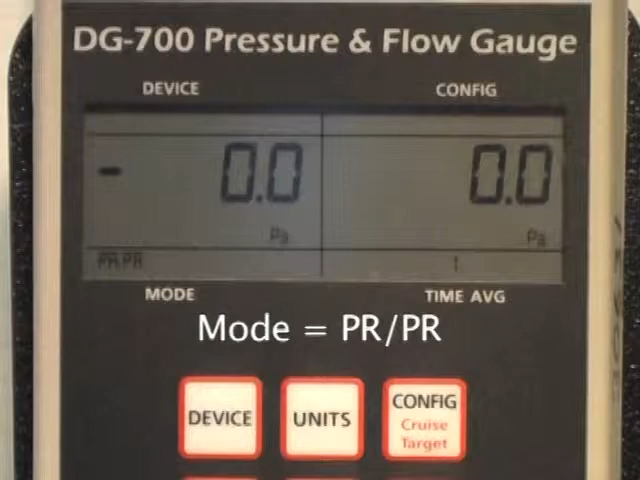 DG-700 Pressure & Flow Gauge
DEVICE CONFIG
- 0.0 0.0
Pa Pa
PR/PR 1
MODE TIME AVG
Mode = PR/PR
DEVICE UNITS CONFIG
Cruise
Target